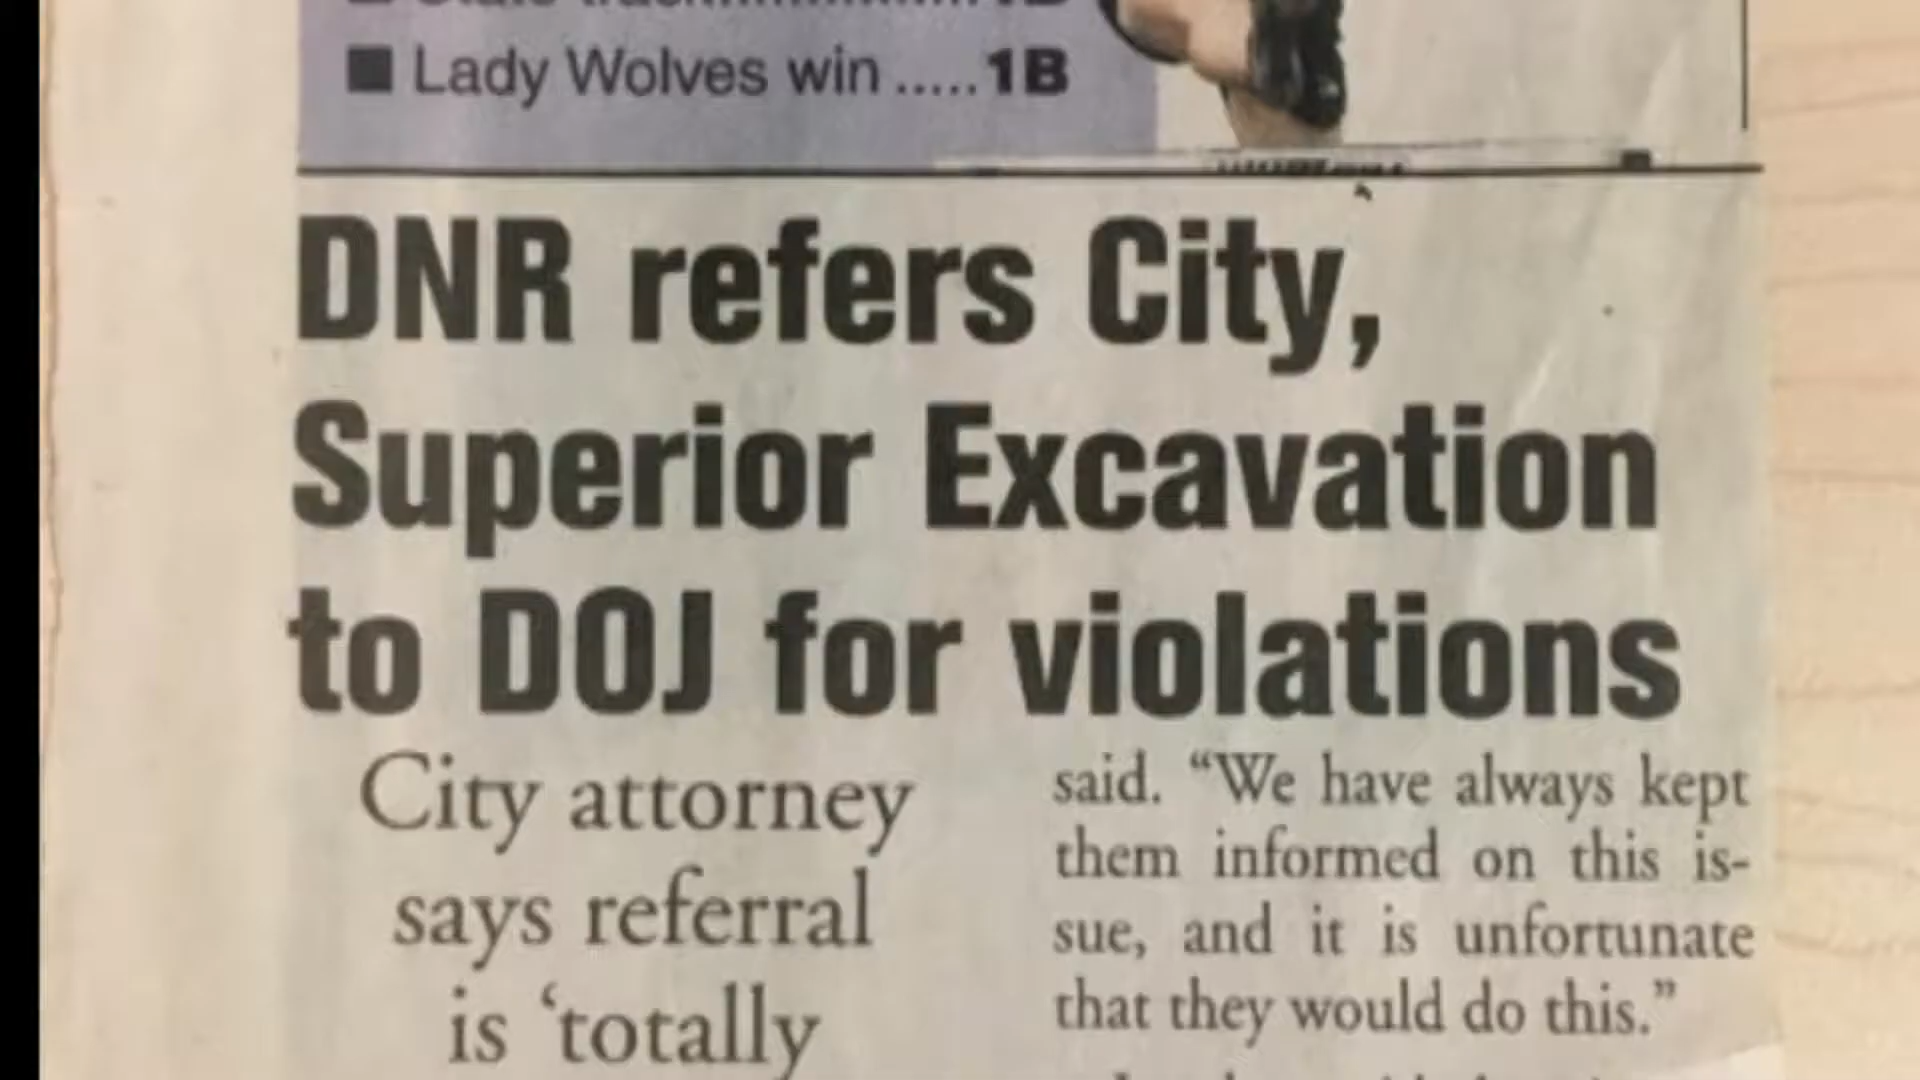 ■ Lady Wolves win .....1B
DNR refers City,
Superior Excavation
to DOJ for violations
City attorney
says referral
is ‘totally
said. “We have always kept
them informed on this is-
sue, and it is unfortunate
that they would do this.”